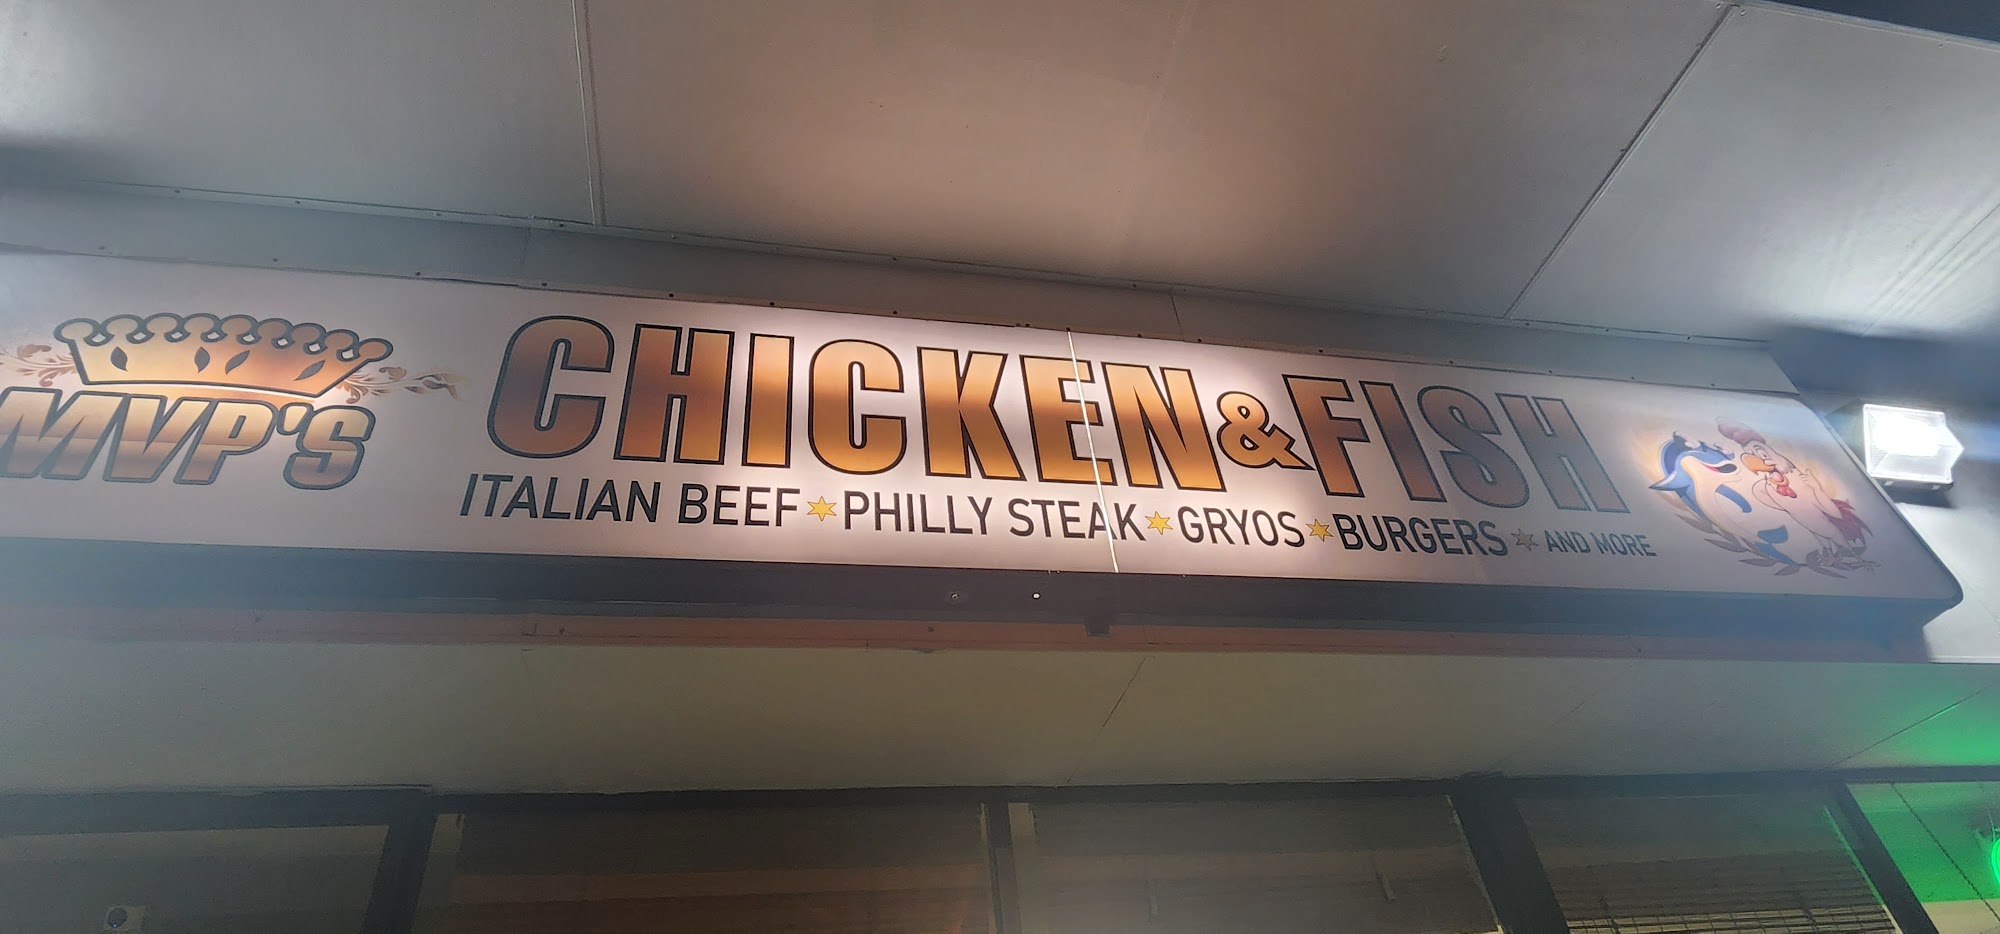 MVP'S
CHICKEN & FISH
ITALIAN BEEF ★ PHILLY STEAK ★ GRYOS ★ BURGERS ★ AND MORE